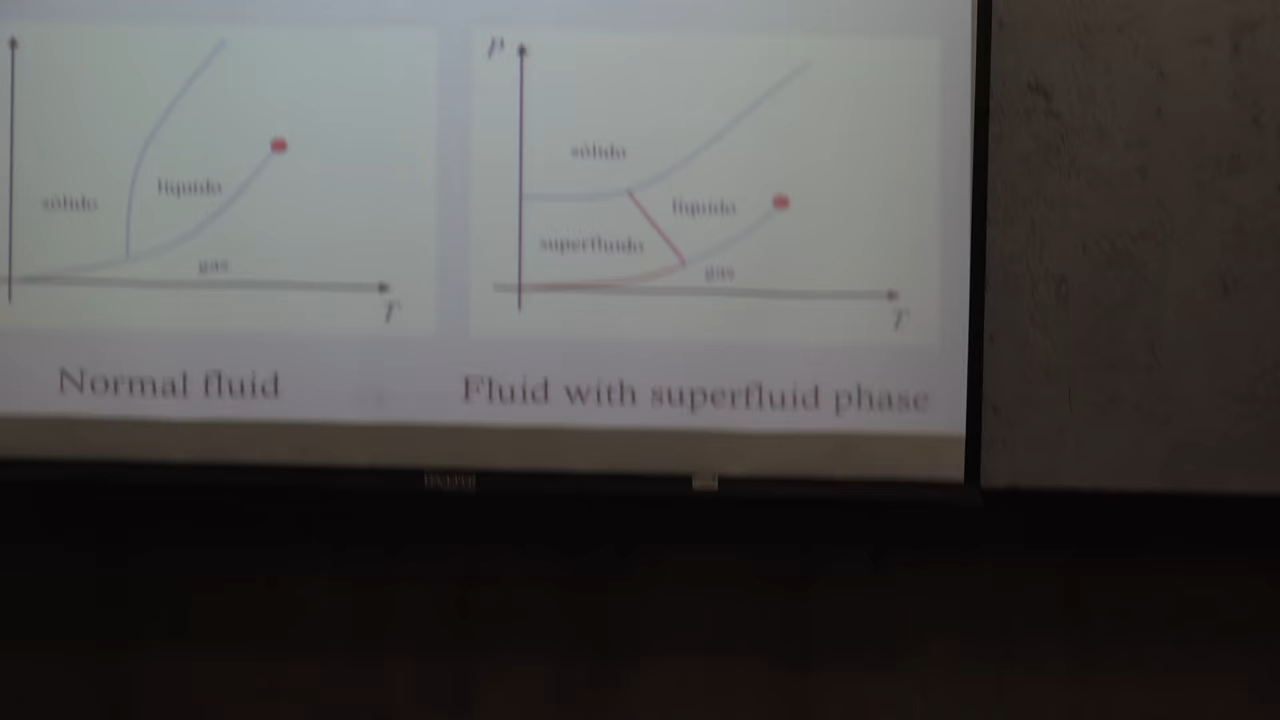 sólido
líquido
gas
T
Normal fluid
P
sólido
líquido
superfluido
gas
T
Fluid with superfluid phase